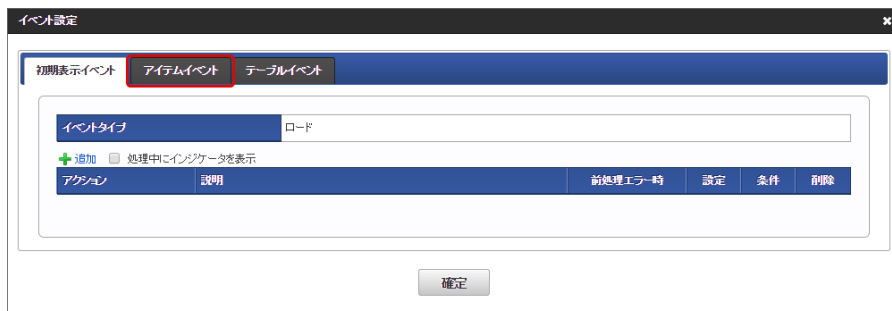 イベント設定
初期表示イベント アイテムイベント テーブルイベント
イベントタイプ ロード
追加 処理中にインジケータを表示
アクション 説明 前処理エラー時 設定 条件 削除
確定